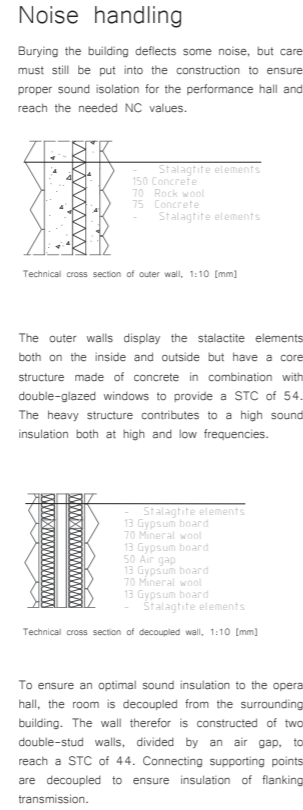 Noise handling
Burying the building deflects some noise, but care
must still be put into the construction to ensure
proper sound isolation for the performance hall and
reach the needed NC values.
- Stalagtite elements
150 Concrete
70 Rock wool
75 Concrete
- Stalagtite elements
Technical cross section of outer wall, 1:10 [mm]
The outer walls display the stalactite elements
both on the inside and outside but have a core
structure made of concrete in combination with
double-glazed windows to provide a STC of 54.
The heavy structure contributes to a high sound
insulation both at high and low frequencies.
- Stalagtite elements
13 Gypsum board
70 Mineral wool
13 Gypsum board
50 Air gap
13 Gypsum board
70 Mineral wool
13 Gypsum board
- Stalagtite elements
Technical cross section of decoupled wall, 1:10 [mm]
To ensure an optimal sound insulation to the opera
hall, the room is decoupled from the surrounding
building. The wall therefor is constructed of two
double-stud walls, divided by an air gap, to
reach a STC of 44. Connecting supporting points
are decoupled to ensure insulation of flanking
transmission.